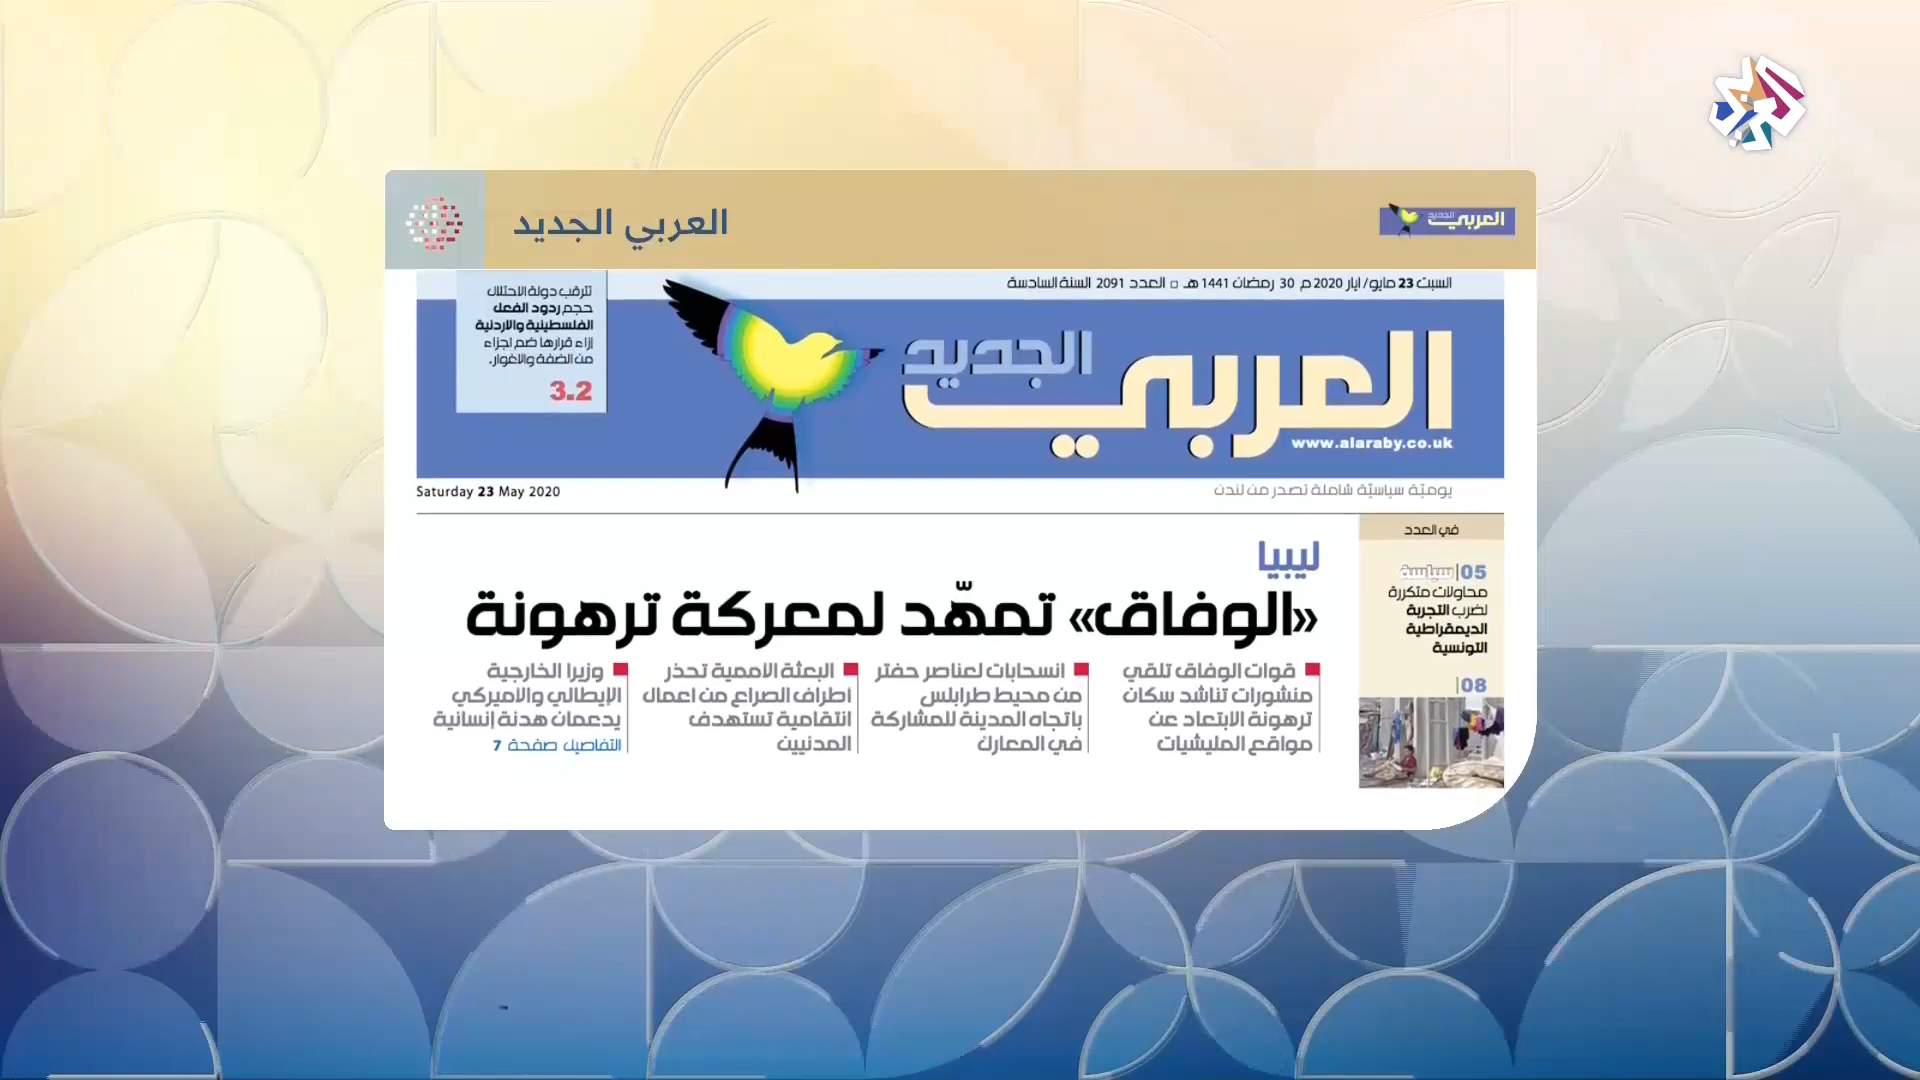 العربي
العربي الجديد
العربي الجديد
السبت 23 مايو/ أيار 2020 م 30 رمضان 1441 هـ □ العدد 2091 السنة السادسة
تترقب دولة الاحتلال
حجم ردود الفعل
الفلسطينية والأردنية
إزاء قرارها ضم أجزاء
من الضفة والأغوار.
3.2
العربي الجديد
www.alaraby.co.uk
يوميّة سياسيّة شاملة تصدر من لندن
Saturday 23 May 2020
في العدد
05| سياسة
محاولات متكررة
لضرب التجربة
الديمقراطية
التونسية
08|
ليبيا
«الوفاق» تمهّد لمعركة ترهونة
قوات الوفاق تلقي
منشورات تناشد سكان
ترهونة الابتعاد عن
مواقع المليشيات
انسحابات لعناصر حفتر
من محيط طرابلس
باتجاه المدينة للمشاركة
في المعارك
البعثة الأممية تحذر
أطراف الصراع من أعمال
انتقامية تستهدف
المدنيين
وزيرا الخارجية
الإيطالي والأميركي
يدعمان هدنة إنسانية
التفاصيل صفحة 7